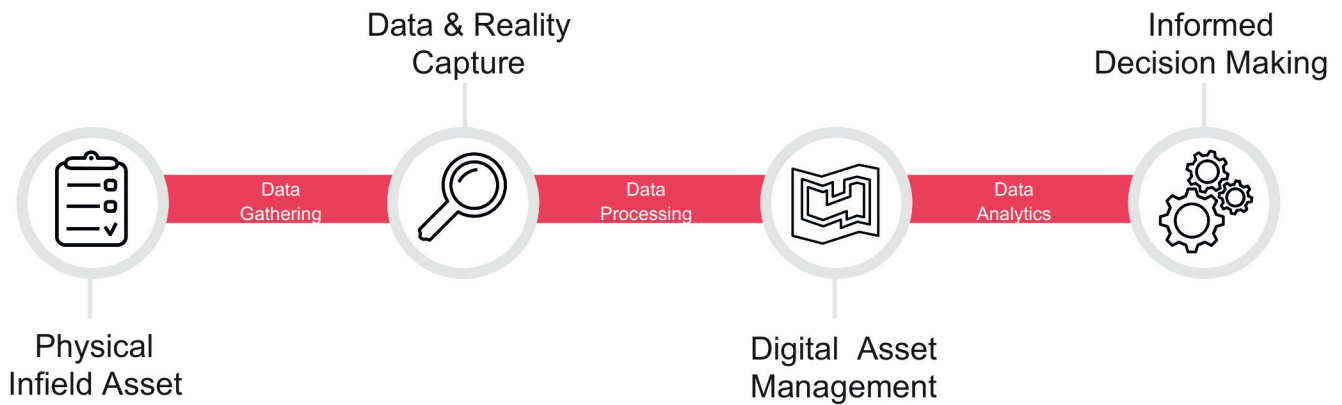 Data & Reality
Capture
Informed
Decision Making
Data
Gathering
Data
Processing
Data
Analytics
Physical
Infield Asset
Digital Asset
Management